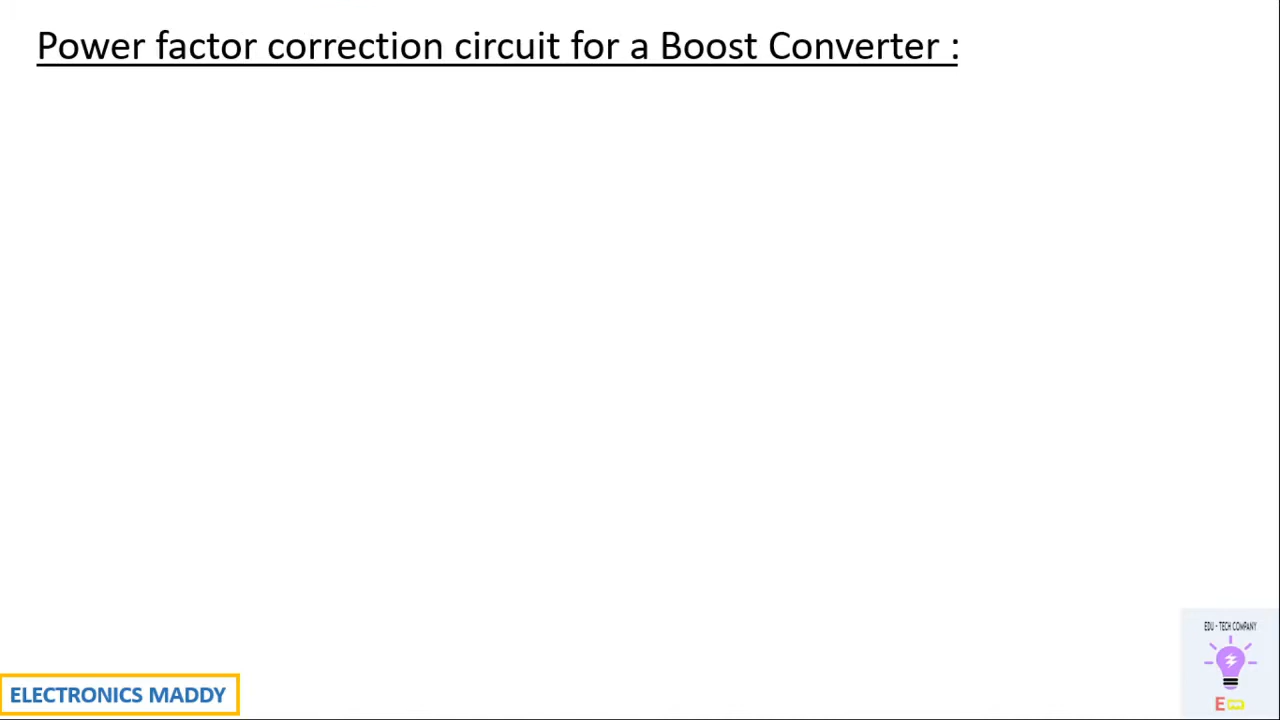 Power factor correction circuit for a Boost Converter :
EDU - TECH COMPANY
E
ELECTRONICS MADDY